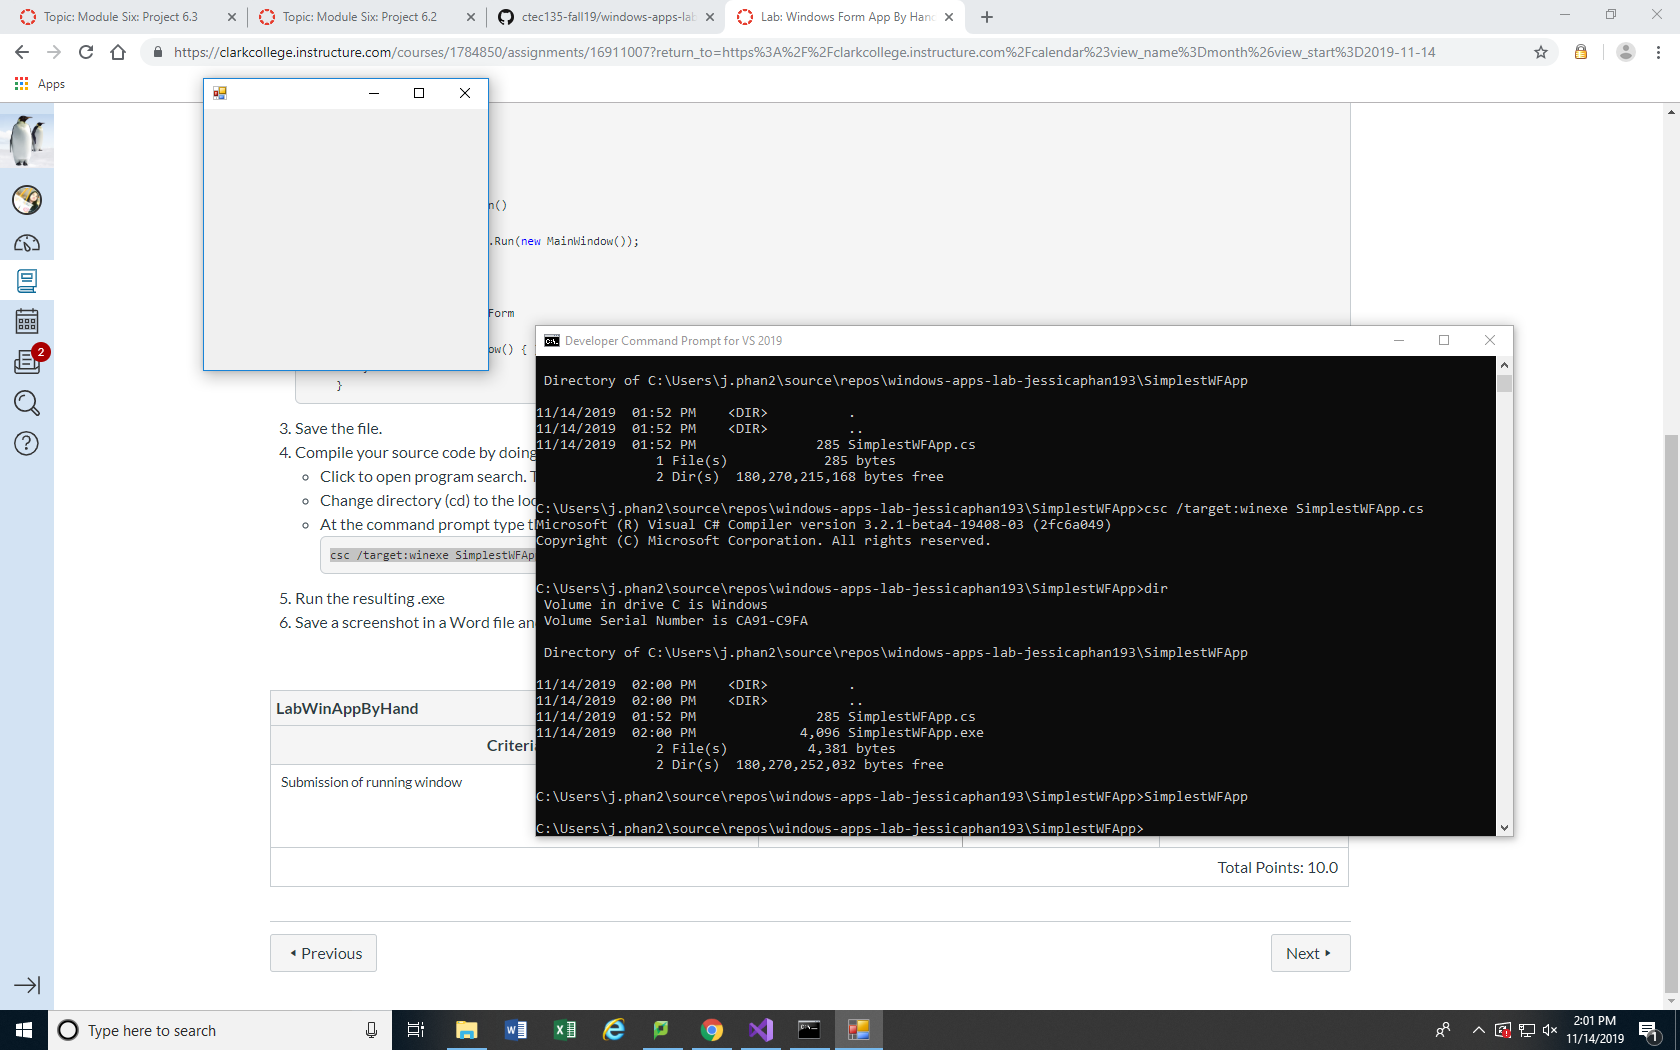 Topic: Module Six: Project 6.3
Topic: Module Six: Project 6.2
ctec135-fall19/windows-apps-lab
Lab: Windows Form App By Hand
https://clarkcollege.instructure.com/courses/1784850/assignments/16911007?return_to=https%3A%2F%2Fclarkcollege.instructure.com%2Fcalendar%23view_name%3Dmonth%26view_start%3D2019-11-14
Apps
2
n()
.Run(new MainWindow());
Form
ow() {
}
3. Save the file.
4. Compile your source code by doing
Click to open program search. T
Change directory (cd) to the loc
At the command prompt type t
csc /target:winexe SimplestWFAp
5. Run the resulting .exe
6. Save a screenshot in a Word file an
LabWinAppByHand
Criteri
Submission of running window
Total Points: 10.0
Previous
Next
Developer Command Prompt for VS 2019
Directory of C:\Users\j.phan2\source\repos\windows-apps-lab-jessicaphan193\SimplestWFApp
11/14/2019  01:52 PM    <DIR>          .
11/14/2019  01:52 PM    <DIR>          ..
11/14/2019  01:52 PM               285 SimplestWFApp.cs
1 File(s)            285 bytes
2 Dir(s)  180,270,215,168 bytes free
C:\Users\j.phan2\source\repos\windows-apps-lab-jessicaphan193\SimplestWFApp>csc /target:winexe SimplestWFApp.cs
Microsoft (R) Visual C# Compiler version 3.2.1-beta4-19408-03 (2fc6a049)
Copyright (C) Microsoft Corporation. All rights reserved.
C:\Users\j.phan2\source\repos\windows-apps-lab-jessicaphan193\SimplestWFApp>dir
Volume in drive C is Windows
Volume Serial Number is CA91-C9FA
Directory of C:\Users\j.phan2\source\repos\windows-apps-lab-jessicaphan193\SimplestWFApp
11/14/2019  02:00 PM    <DIR>          .
11/14/2019  02:00 PM    <DIR>          ..
11/14/2019  01:52 PM               285 SimplestWFApp.cs
11/14/2019  02:00 PM             4,096 SimplestWFApp.exe
2 File(s)          4,381 bytes
2 Dir(s)  180,270,252,032 bytes free
C:\Users\j.phan2\source\repos\windows-apps-lab-jessicaphan193\SimplestWFApp>SimplestWFApp
C:\Users\j.phan2\source\repos\windows-apps-lab-jessicaphan193\SimplestWFApp>
Type here to search
2:01 PM
11/14/2019
1